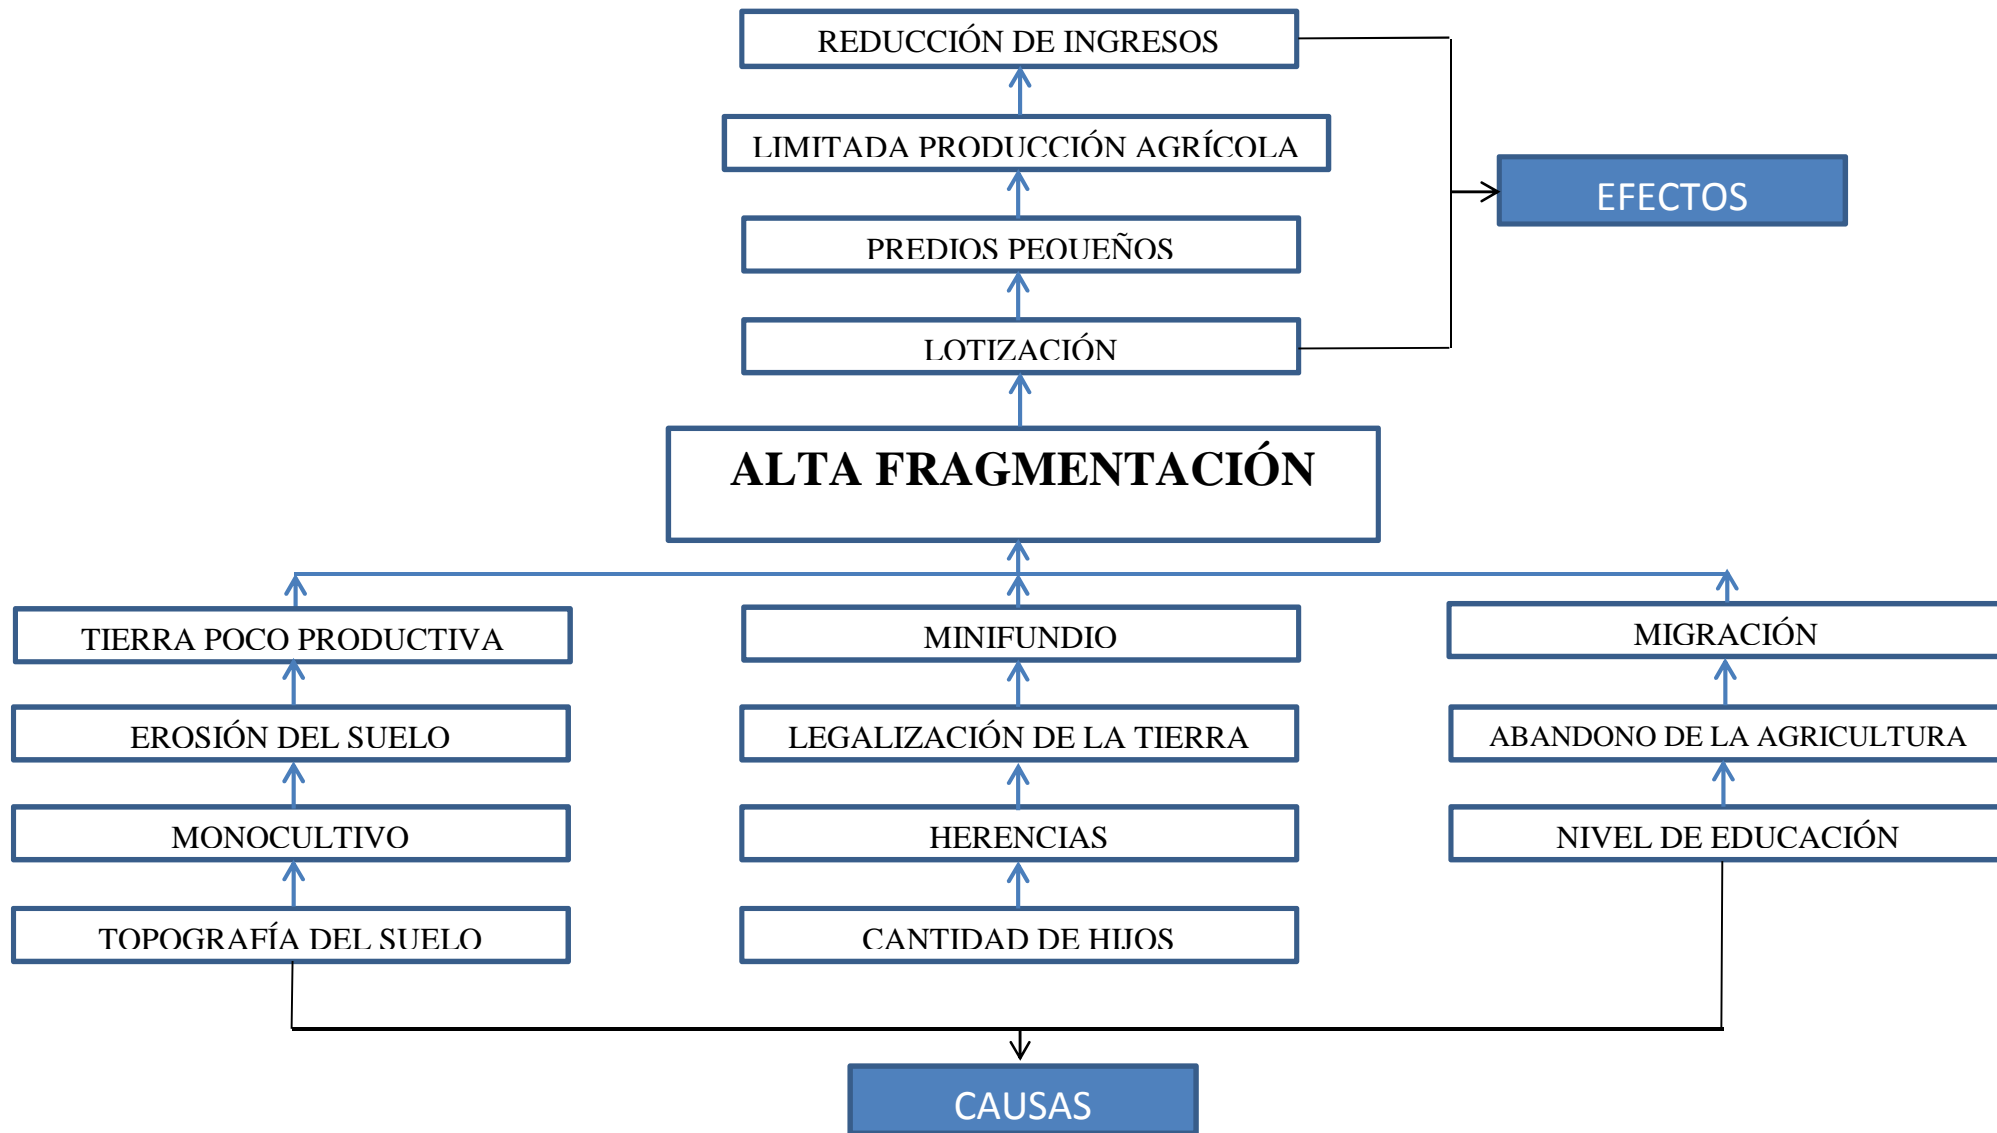 REDUCCIÓN DE INGRESOS
LIMITADA PRODUCCIÓN AGRÍCOLA
EFECTOS
PREDIOS PEQUEÑOS
LOTIZACIÓN
ALTA FRAGMENTACIÓN
TIERRA POCO PRODUCTIVA
MINIFUNDIO
MIGRACIÓN
EROSIÓN DEL SUELO
LEGALIZACIÓN DE LA TIERRA
ABANDONO DE LA AGRICULTURA
MONOCULTIVO
HERENCIAS
NIVEL DE EDUCACIÓN
TOPOGRAFÍA DEL SUELO
CANTIDAD DE HIJOS
CAUSAS